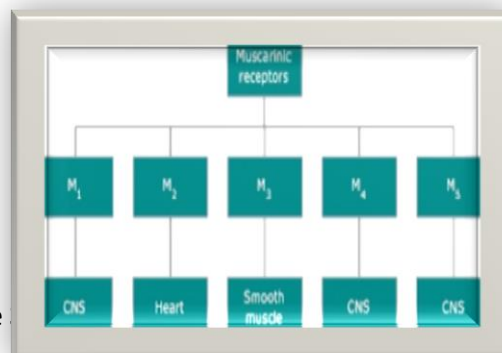 Muscarinic
receptors
M₁ M₂ M₃ M₄ M₅
CNS Heart Smooth muscle CNS CNS
e